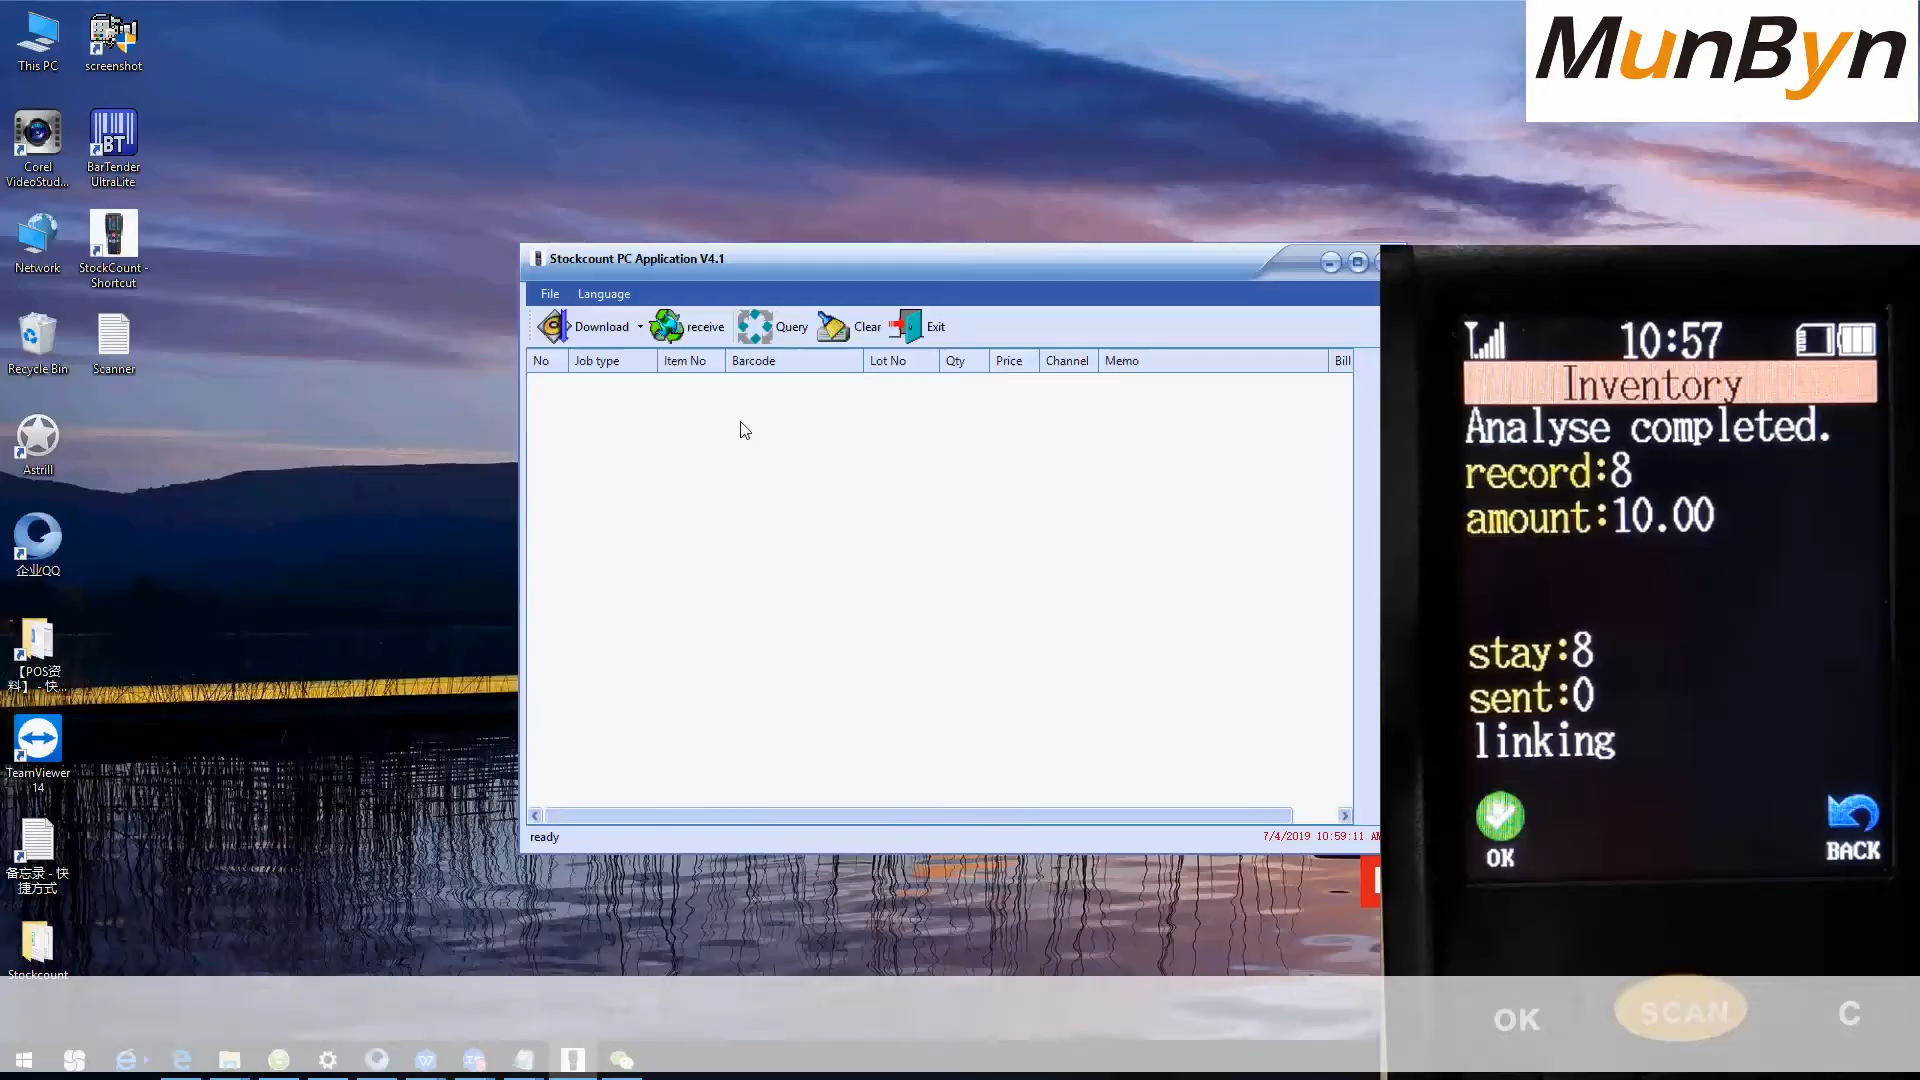 This PC
screenshot
MunByn
Corel
VideoStud...
BT
BarTender
UltraLite
Network
StockCount -
Shortcut
Recycle Bin
Scanner
Astrill
企业QQ
【POS资
料】 - 快...
TeamViewer
14
备忘录 - 快
捷方式
Stockcount
Stockcount PC Application V4.1
File Language
Download receive Query Clear Exit
No Job type Item No Barcode Lot No Qty Price Channel Memo Bill
ready 7/4/2019 10:59:11 AM
10:57
Inventory
Analyse completed.
record:8
amount:10.00
stay:8
sent:0
linking
OK BACK
OK SCAN C